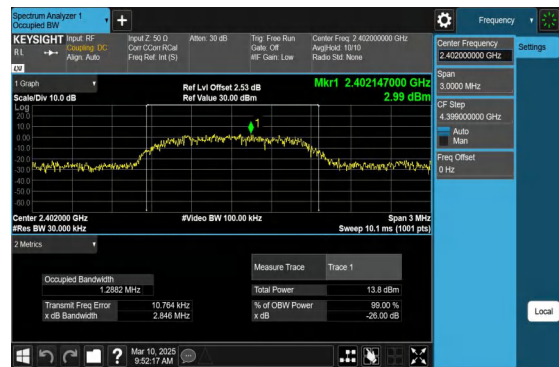 Spectrum Analyzer 1
Occupied BW
+
Frequency
KEYSIGHT
RL
LXI
Input: RF
Coupling: DC
Align: Auto
Input Z: 50 Ω
Corr CCorr RCal
Freq Ref: Int (S)
Atten: 30 dB
Trig: Free Run
Gate: Off
#IF Gain: Low
Center Freq: 2.402000000 GHz
Avg|Hold: 10/10
Radio Std: None
Center Frequency
2.402000000 GHz
Settings
Span
3.0000 MHz
CF Step
4.399000000 GHz
Auto
Man
Freq Offset
0 Hz
1 Graph
Scale/Div 10.0 dB
Ref Lvl Offset 2.53 dB
Ref Value 30.00 dBm
Mkr1 2.402147000 GHz
2.99 dBm
Log
20.0
10.0
0.00
-10.0
-20.0
-30.0
-40.0
-50.0
-60.0
1
Center 2.402000 GHz
#Res BW 30.000 kHz
#Video BW 100.00 kHz
Span 3 MHz
Sweep 10.1 ms (1001 pts)
2 Metrics
Measure Trace Trace 1
Occupied Bandwidth
1.2882 MHz
Total Power 13.8 dBm
Transmit Freq Error 10.764 kHz
% of OBW Power 99.00 %
x dB Bandwidth 2.846 MHz
x dB -26.00 dB
Local
?
Mar 10, 2025
9:52:17 AM